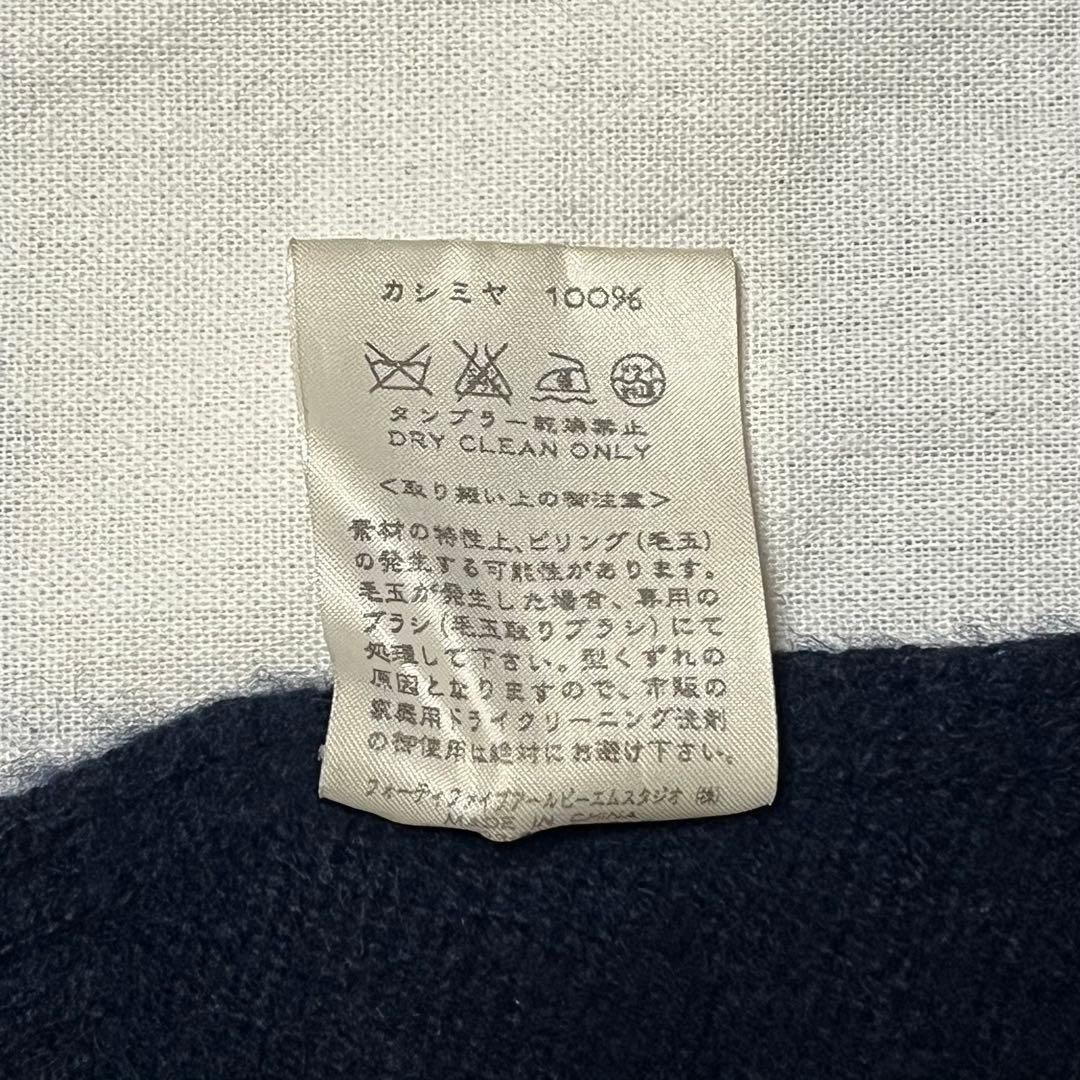 カシミヤ 100%
中
ドライ
タンブラー乾燥禁止
DRY CLEAN ONLY
<取り扱い上の御注意>
素材の特性上、ピリング(毛玉)
の発生する可能性があります。
毛玉が発生した場合、専用の
ブラシ(毛玉取りブラシ)にて
処理して下さい。型くずれの
原因となりますので、市販の
家庭用ドライクリーニング洗剤
の御使用は絶対にお避け下さい。
フォーティファイブアールピーエムスタジオ(株)
MADE IN CHINA